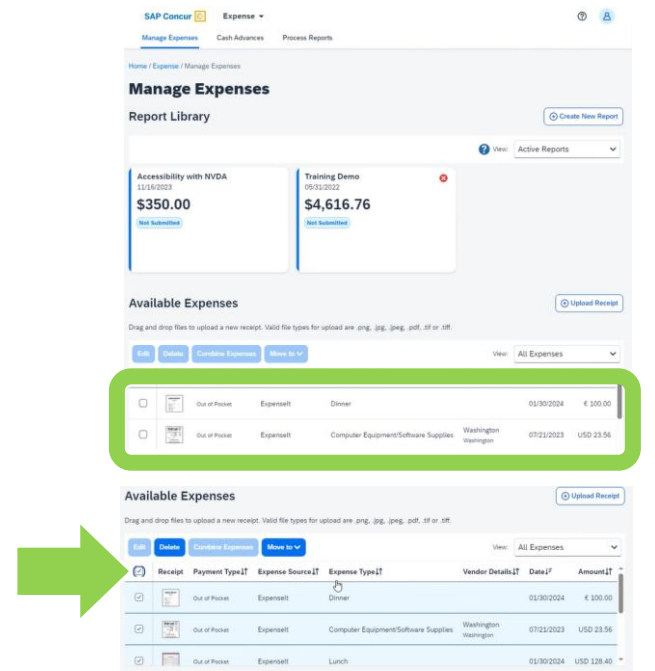 SAP Concur C Expense
Manage Expenses Cash Advances Process Reports
Home / Expense / Manage Expenses
Manage Expenses
Report Library
Create New Report
View: Active Reports
Accessibility with NVDA
11/16/2023
$350.00
Not Submitted
Training Demo
05/31/2022
$4,616.76
Not Submitted
Available Expenses
Upload Receipt
Drag and drop files to upload a new receipt. Valid file types for upload are .png, .jpg, .jpeg, .pdf, .tif or .tiff.
Edit Delete Combine Expenses Move to View: All Expenses
Out of Pocket ExpenseIt Dinner 01/30/2024 € 100.00
Out of Pocket ExpenseIt Computer Equipment/Software Supplies Washington 07/21/2023 USD 23.56
Washington
Available Expenses
Upload Receipt
Drag and drop files to upload a new receipt. Valid file types for upload are .png, .jpg, .jpeg, .pdf, .tif or .tiff.
Edit Delete Combine Expenses Move to View: All Expenses
Receipt Payment Type Expense Source Expense Type Vendor Details Date Amount
Out of Pocket ExpenseIt Dinner 01/30/2024 € 100.00
Out of Pocket ExpenseIt Computer Equipment/Software Supplies Washington 07/21/2023 USD 23.56
Washington
Out of Pocket ExpenseIt Lunch 01/30/2024 USD 128.40